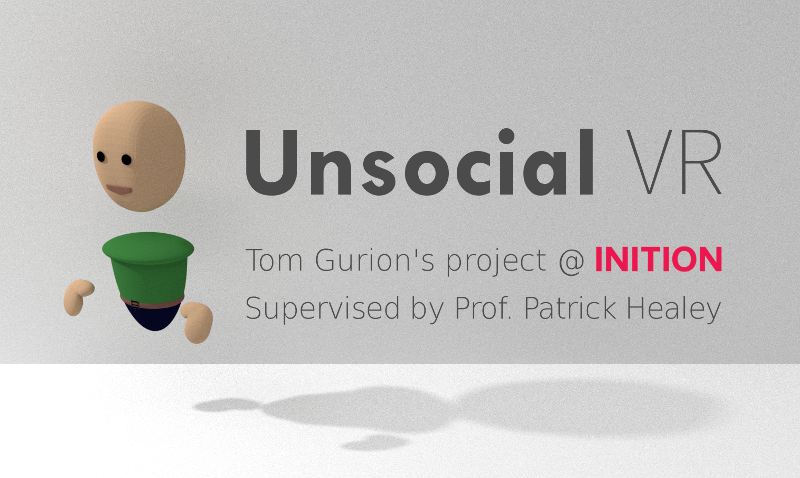 Unsocial VR
Tom Gurion's project @ INITION
Supervised by Prof. Patrick Healey